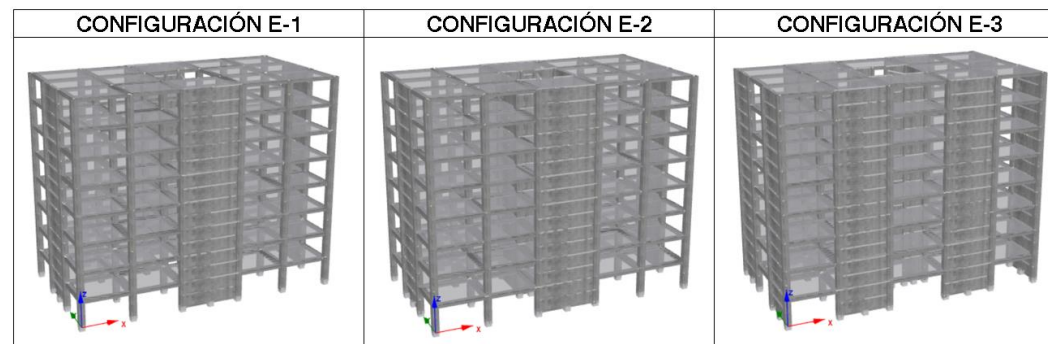 CONFIGURACIÓN E-1
CONFIGURACIÓN E-2
CONFIGURACIÓN E-3
z
x
z
x
z
x